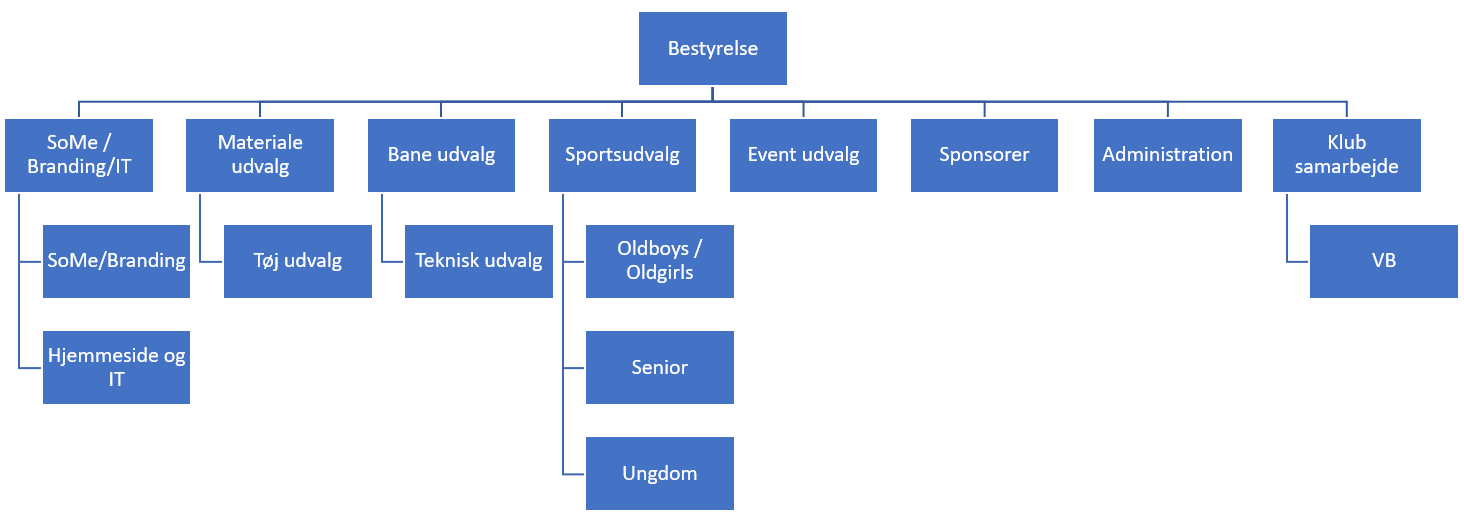 Bestyrelse
SoMe /
Branding/IT
Materiale
udvalg
Bane udvalg
Sportsudvalg
Event udvalg
Sponsorer
Administration
Klub
samarbejde
SoMe/Branding
Tøj udvalg
Teknisk udvalg
Oldboys /
Oldgirls
VB
Hjemmeside og
IT
Senior
Ungdom